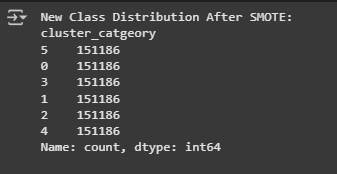 New Class Distribution After SMOTE:
cluster_catgeory
5    151186
0    151186
3    151186
1    151186
2    151186
4    151186
Name: count, dtype: int64